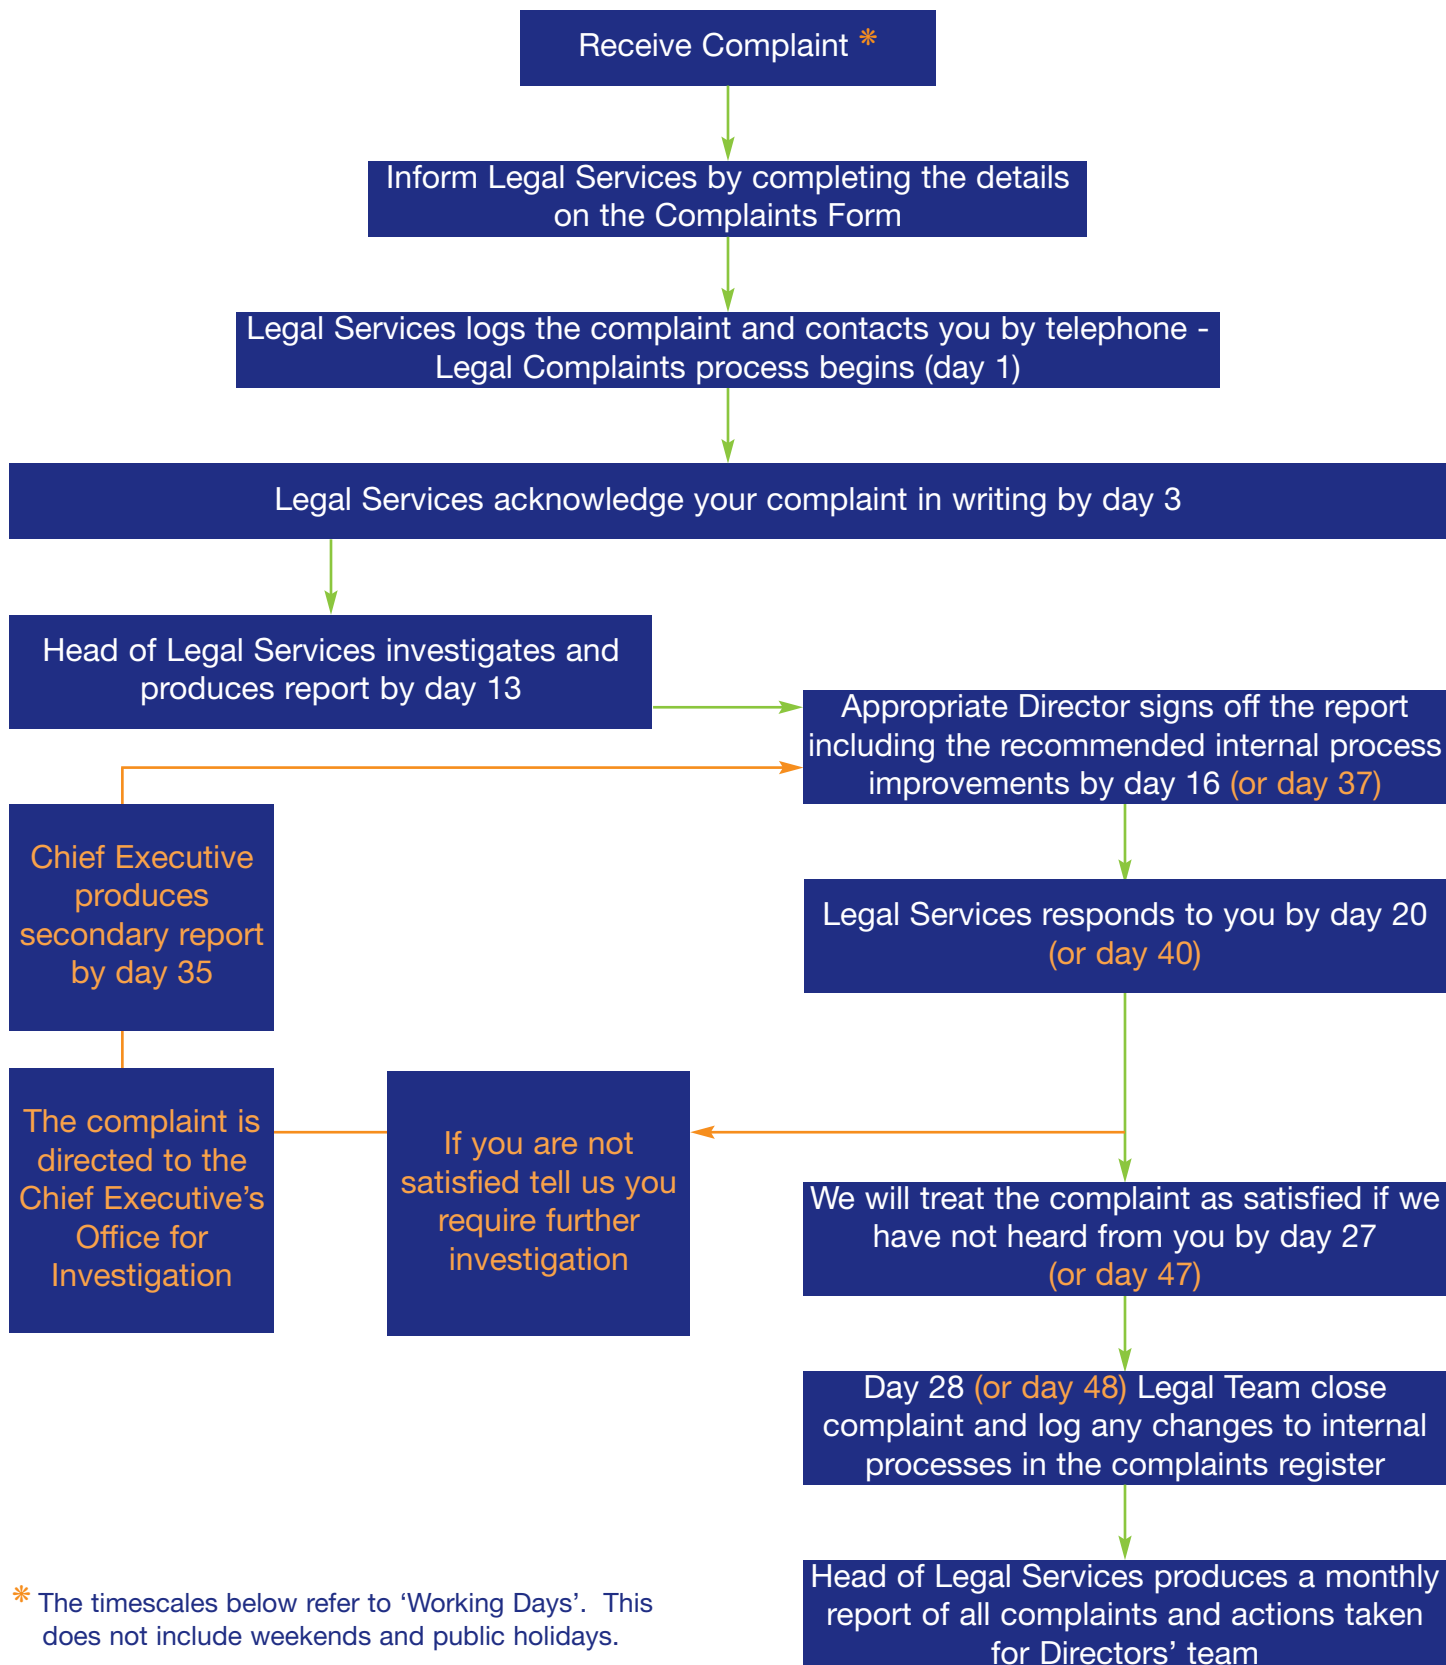 Receive Complaint *
Inform Legal Services by completing the details
on the Complaints Form
Legal Services logs the complaint and contacts you by telephone -
Legal Complaints process begins (day 1)
Legal Services acknowledge your complaint in writing by day 3
Head of Legal Services investigates and
produces report by day 13
Appropriate Director signs off the report
including the recommended internal process
improvements by day 16 (or day 37)
Legal Services responds to you by day 20
(or day 40)
If you are not
satisfied tell us you
require further
investigation
The complaint is
directed to the
Chief Executive’s
Office for
Investigation
Chief Executive
produces
secondary report
by day 35
We will treat the complaint as satisfied if we
have not heard from you by day 27
(or day 47)
Day 28 (or day 48) Legal Team close
complaint and log any changes to internal
processes in the complaints register
Head of Legal Services produces a monthly
report of all complaints and actions taken
for Directors’ team
* The timescales below refer to ‘Working Days’. This
does not include weekends and public holidays.